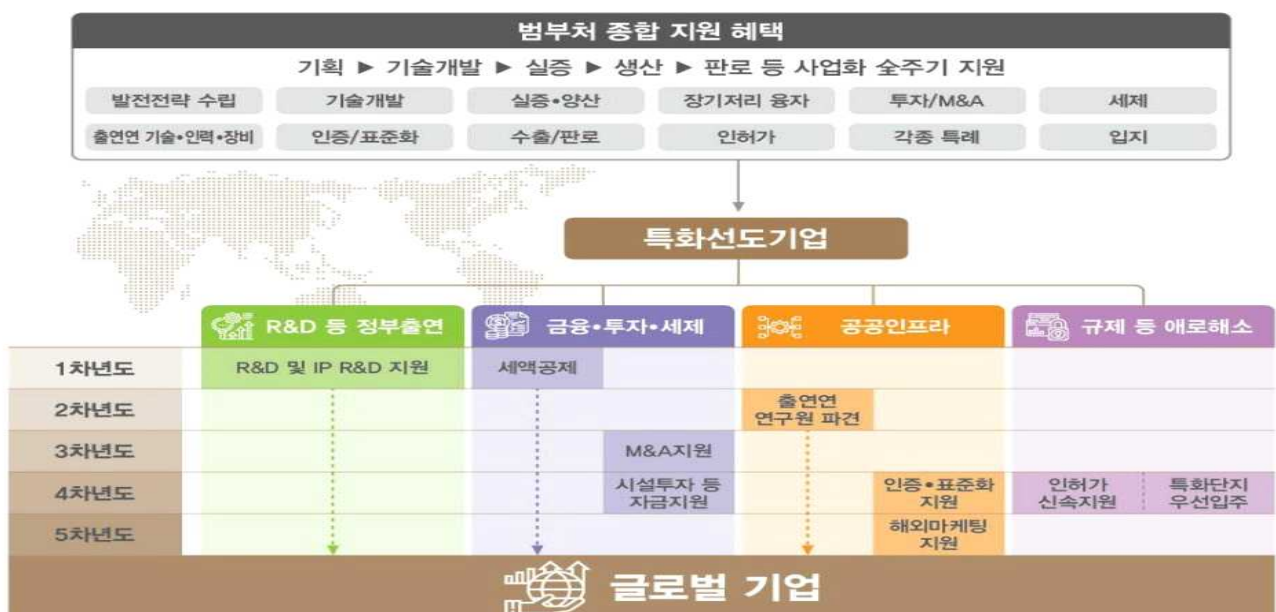 범부처 종합 지원 혜택
기획 ▶ 기술개발 ▶ 실증 ▶ 생산 ▶ 판로 등 사업화 全주기 지원
발전전략 수립 기술개발 실증•양산 장기저리 융자 투자/M&A 세제
출연연 기술•인력•장비 인증/표준화 수출/판로 인허가 각종 특례 입지
특화선도기업
R&D 등 정부출연 금융•투자•세제 공공인프라 규제 등 애로해소
1차년도 R&D 및 IP R&D 지원 세액공제
2차년도 출연연
연구원 파견
3차년도 M&A지원
4차년도 시설투자 등
자금지원
인증•표준화
지원
인허가
신속지원
특화단지
우선입주
5차년도 해외마케팅
지원
글로벌 기업